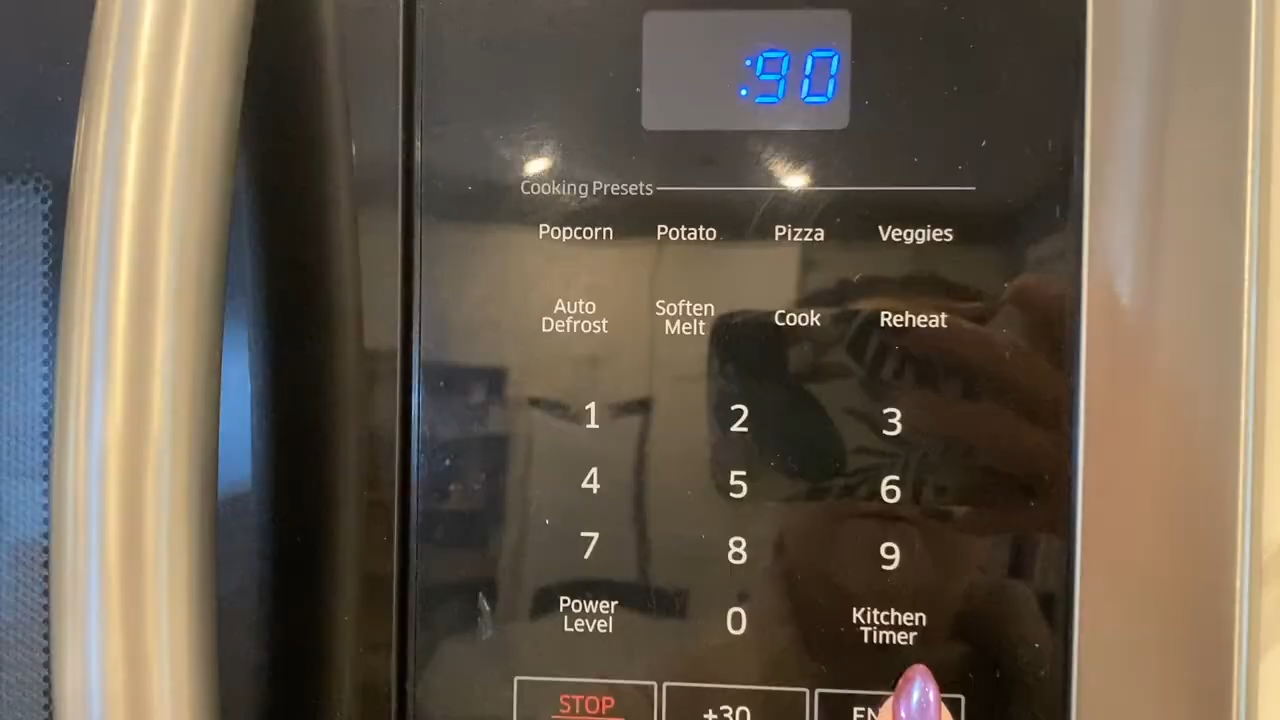 :90
Cooking Presets
Popcorn Potato Pizza Veggies
Auto Defrost Soften Melt Cook Reheat
1 2 3
4 5 6
7 8 9
Power Level 0 Kitchen Timer
STOP +30